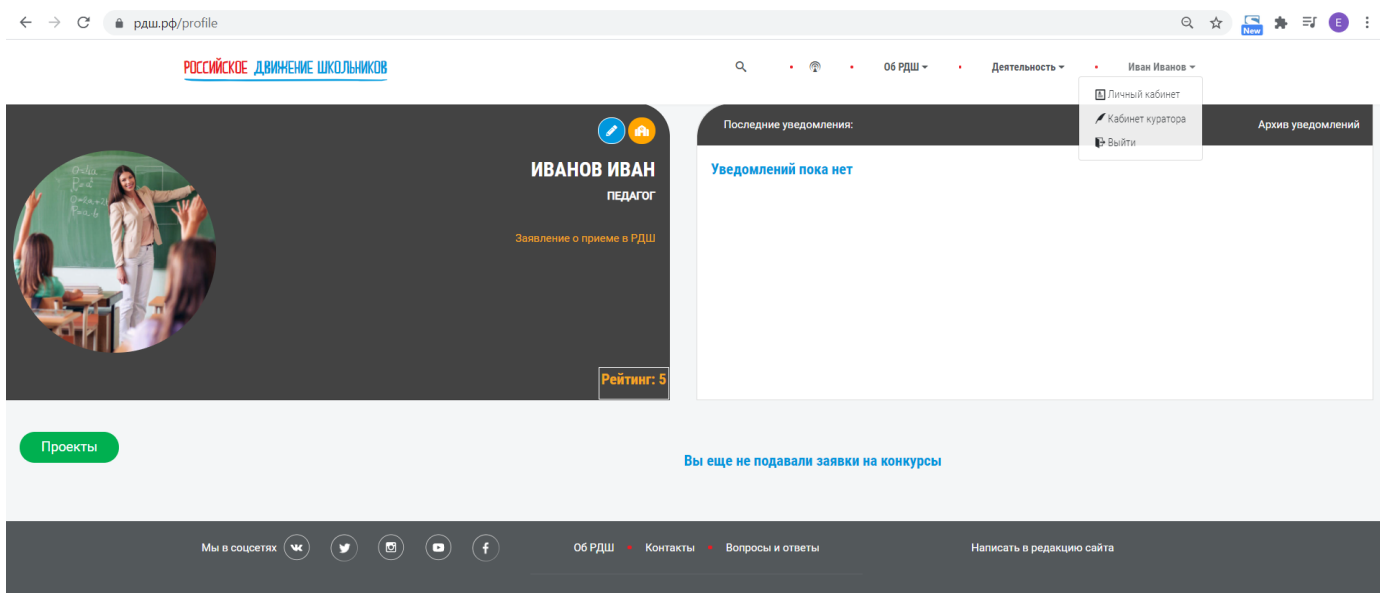 рдш.рф/profile
New
E
РОССИЙСКОЕ ДВИЖЕНИЕ ШКОЛЬНИКОВ
Об РДШ
Деятельность
Иван Иванов
Личный кабинет
Кабинет куратора
Выйти
ИВАНОВ ИВАН
ПЕДАГОГ
Заявление о приеме в РДШ
Рейтинг: 5
Последние уведомления:
Архив уведомлений
Уведомлений пока нет
Проекты
Вы еще не подавали заявки на конкурсы
Мы в соцсетях
Об РДШ • Контакты • Вопросы и ответы
Написать в редакцию сайта